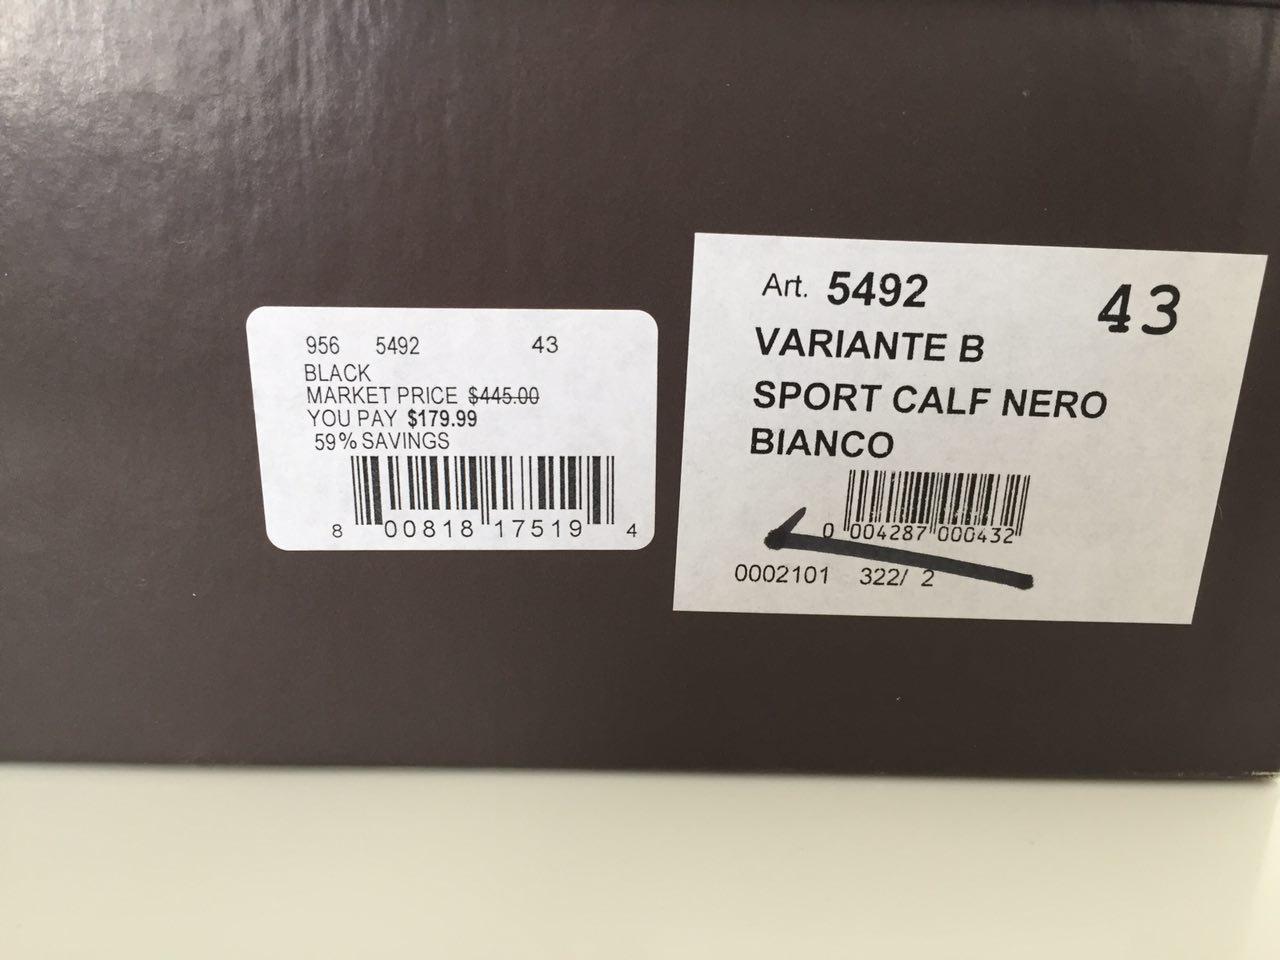 956 5492 43
BLACK
MARKET PRICE $445.00
YOU PAY $179.99
59% SAVINGS
8 00818 17519 4
Art. 5492 43
VARIANTE B
SPORT CALF NERO
BIANCO
0 004287 000432
0002101 322/ 2